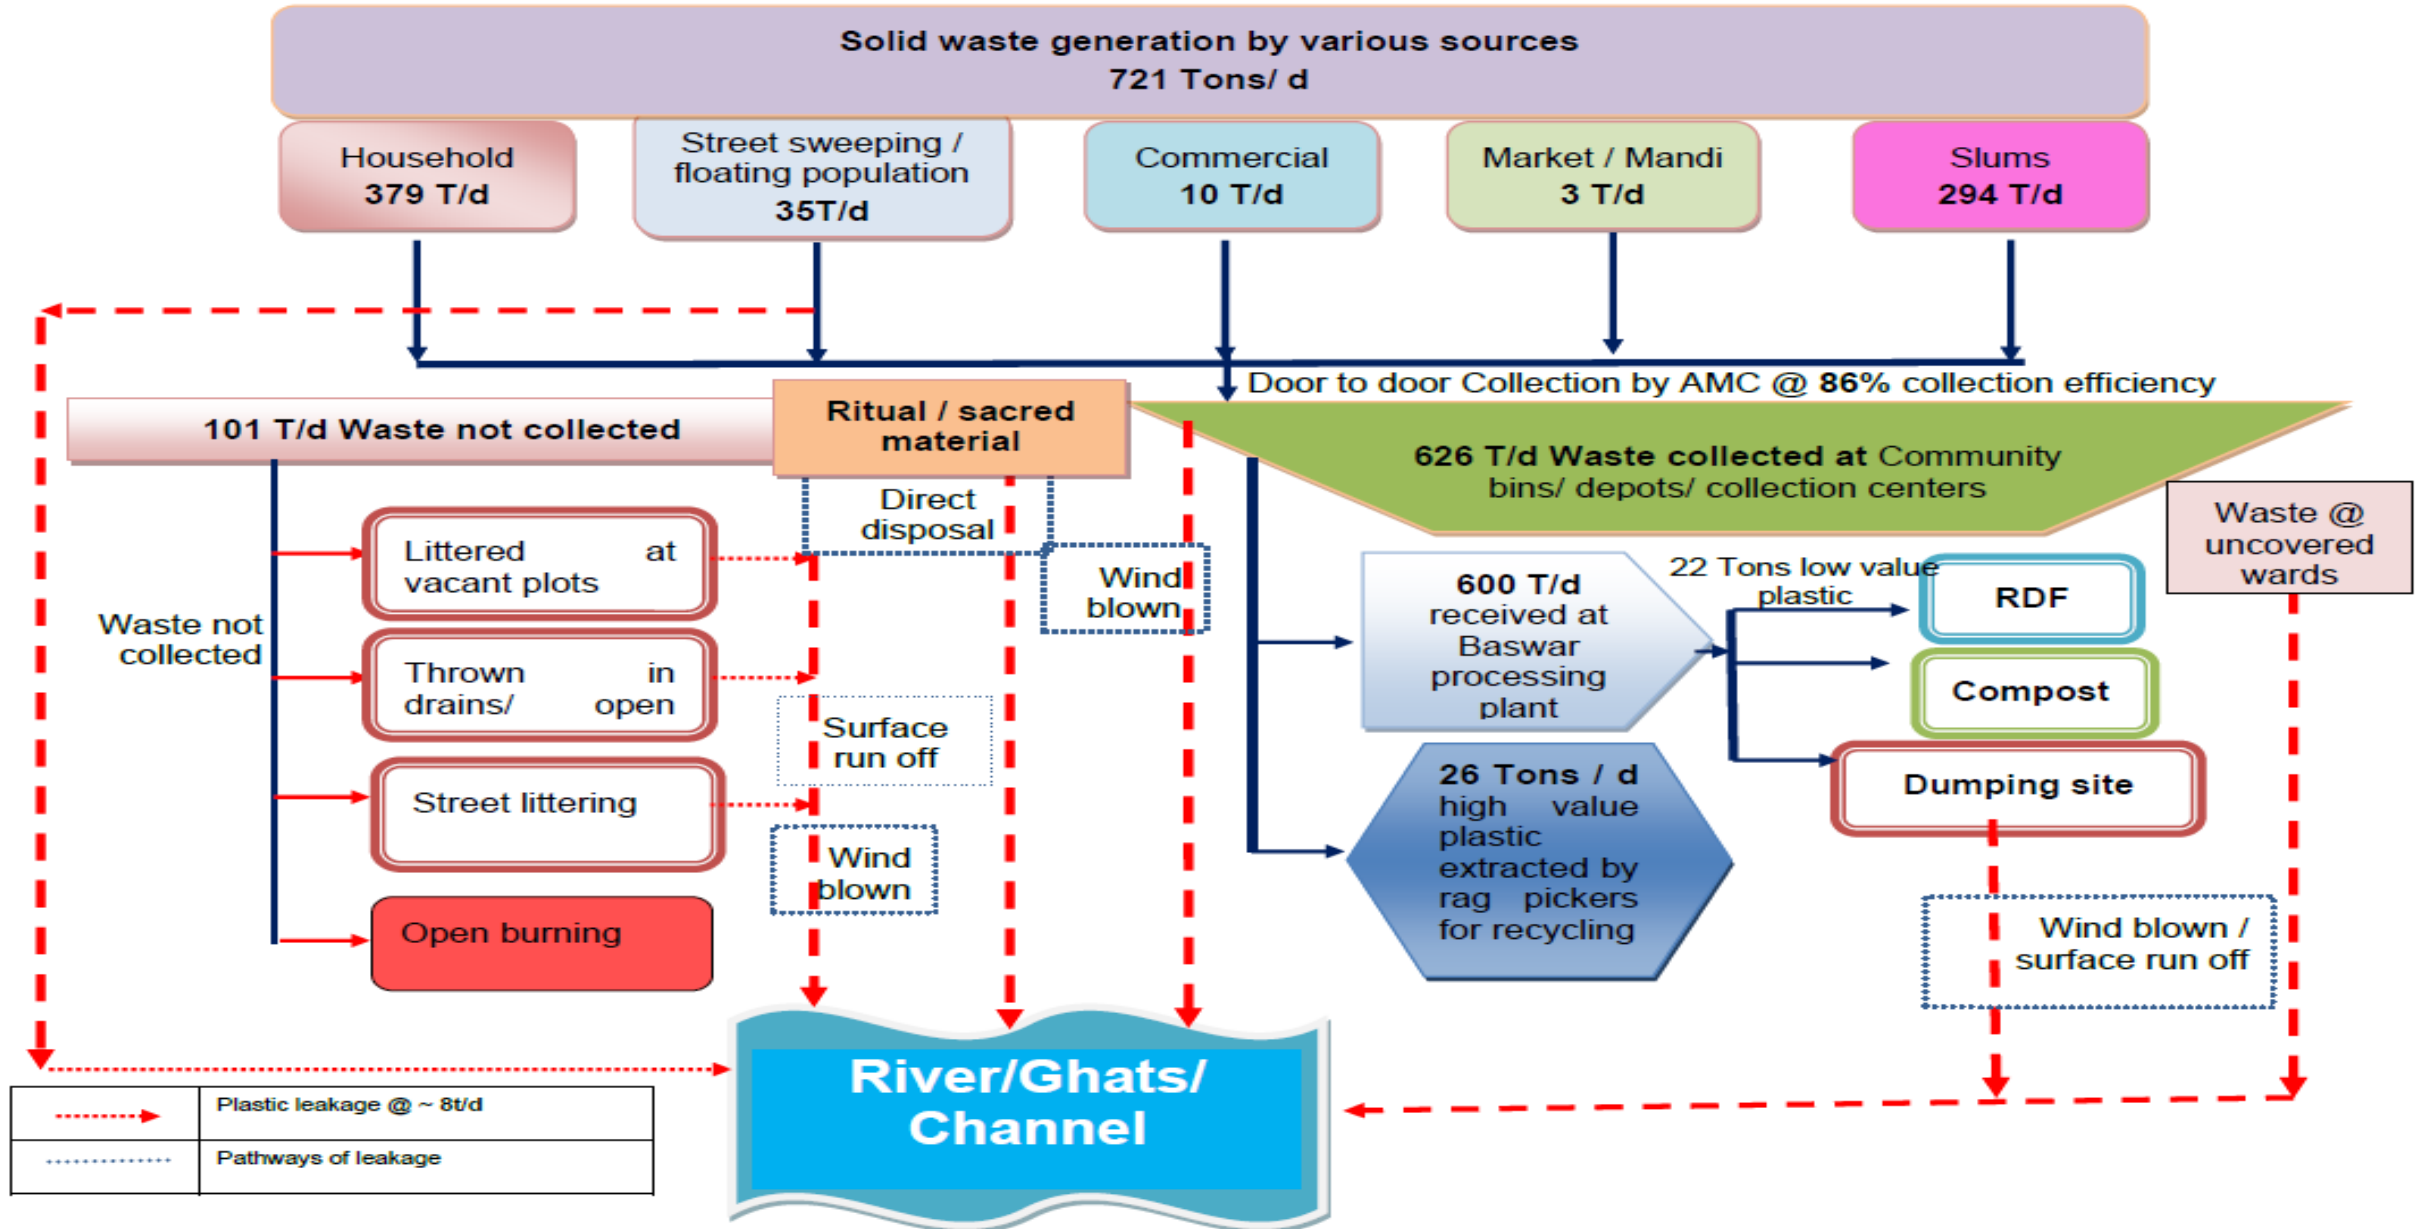 Solid waste generation by various sources
721 Tons/ d
Household
379 T/d
Street sweeping /
floating population
35T/d
Commercial
10 T/d
Market / Mandi
3 T/d
Slums
294 T/d
Door to door Collection by AMC @ 86% collection efficiency
101 T/d Waste not collected
Ritual / sacred
material
626 T/d Waste collected at Community
bins/ depots/ collection centers
Waste @
uncovered
wards
Direct
disposal
Wind
blown
Waste not
collected
Littered at
vacant plots
Thrown in
drains/ open
Street littering
Open burning
Surface
run off
Wind
blown
600 T/d
received at
Baswar
processing
plant
22 Tons low value
plastic
RDF
Compost
Dumping site
26 Tons / d
high value
plastic
extracted by
rag pickers
for recycling
Wind blown /
surface run off
River/Ghats/
Channel
Plastic leakage @ ~ 8t/d
Pathways of leakage